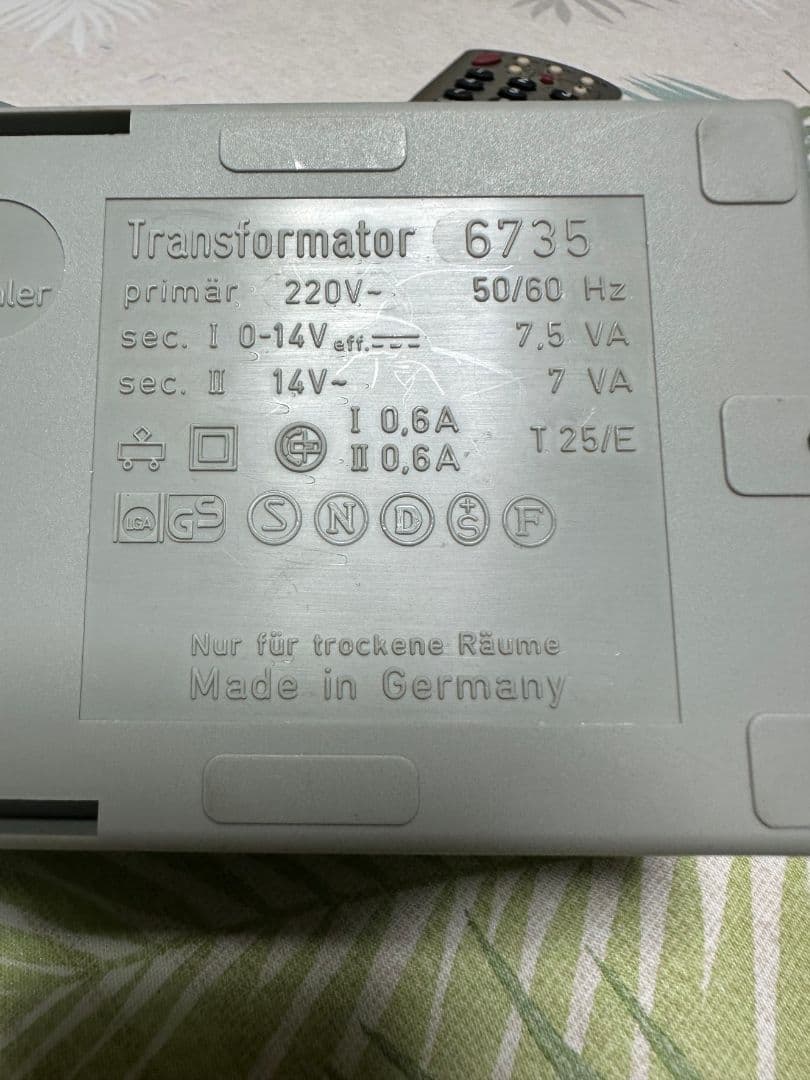 Transformator 6735
primär 220V~ 50/60 Hz
sec. I 0-14V eff. ⎓ 7,5 VA
sec. II 14V~ 7 VA
I 0,6A
II 0,6A
T 25/E
LGA GS S N D +S F
Nur für trockene Räume
Made in Germany